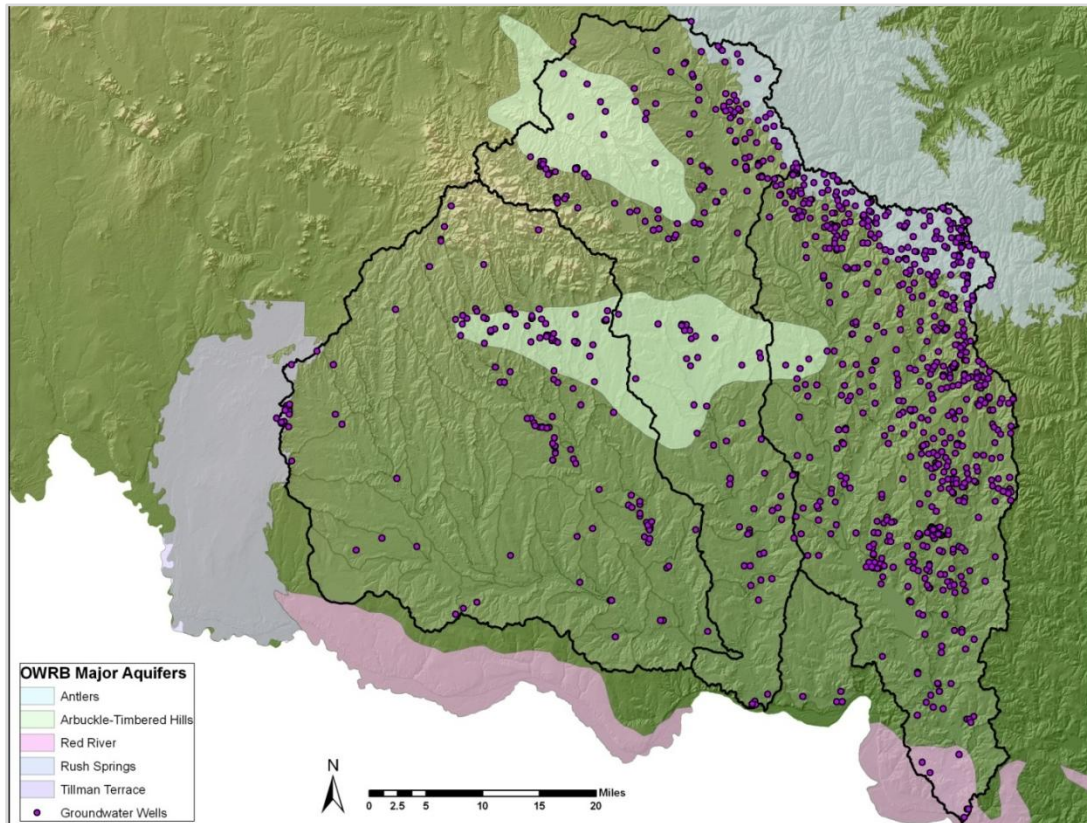 OWRB Major Aquifers
Antlers
Arbuckle-Timbered Hills
Red River
Rush Springs
Tillman Terrace
Groundwater Wells
N
0 2.5 5 10 15 20 Miles